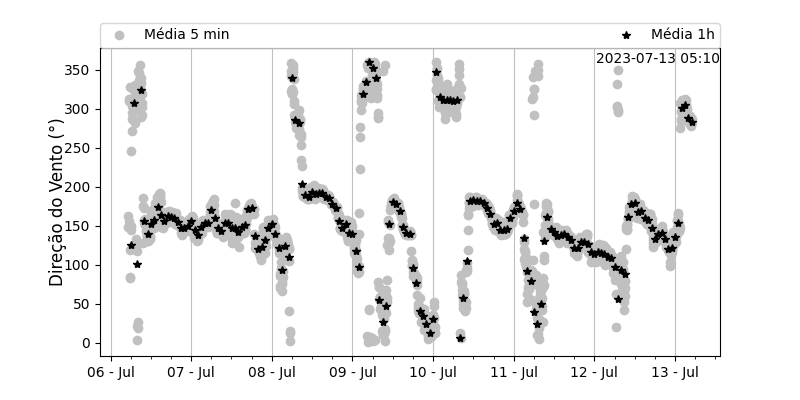 Média 5 min
Média 1h
2023-07-13 05:10
Direção do Vento (°)
350
300
250
200
150
100
50
0
06 - Jul
07 - Jul
08 - Jul
09 - Jul
10 - Jul
11 - Jul
12 - Jul
13 - Jul